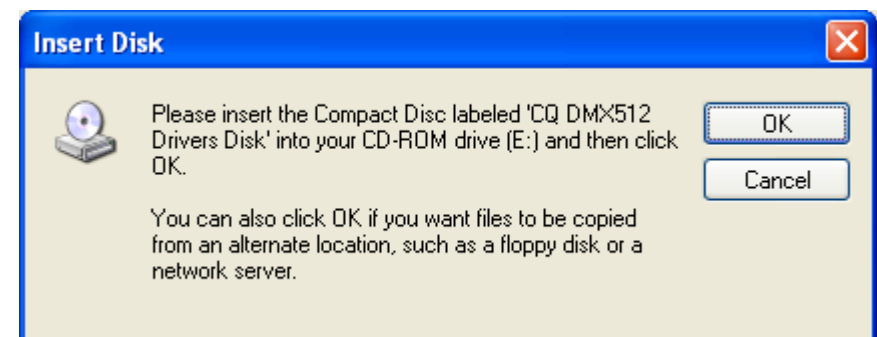 Insert Disk
Please insert the Compact Disc labeled 'CQ DMX512
Drivers Disk' into your CD-ROM drive (E:) and then click
OK.
You can also click OK if you want files to be copied
from an alternate location, such as a floppy disk or a
network server.
OK
Cancel